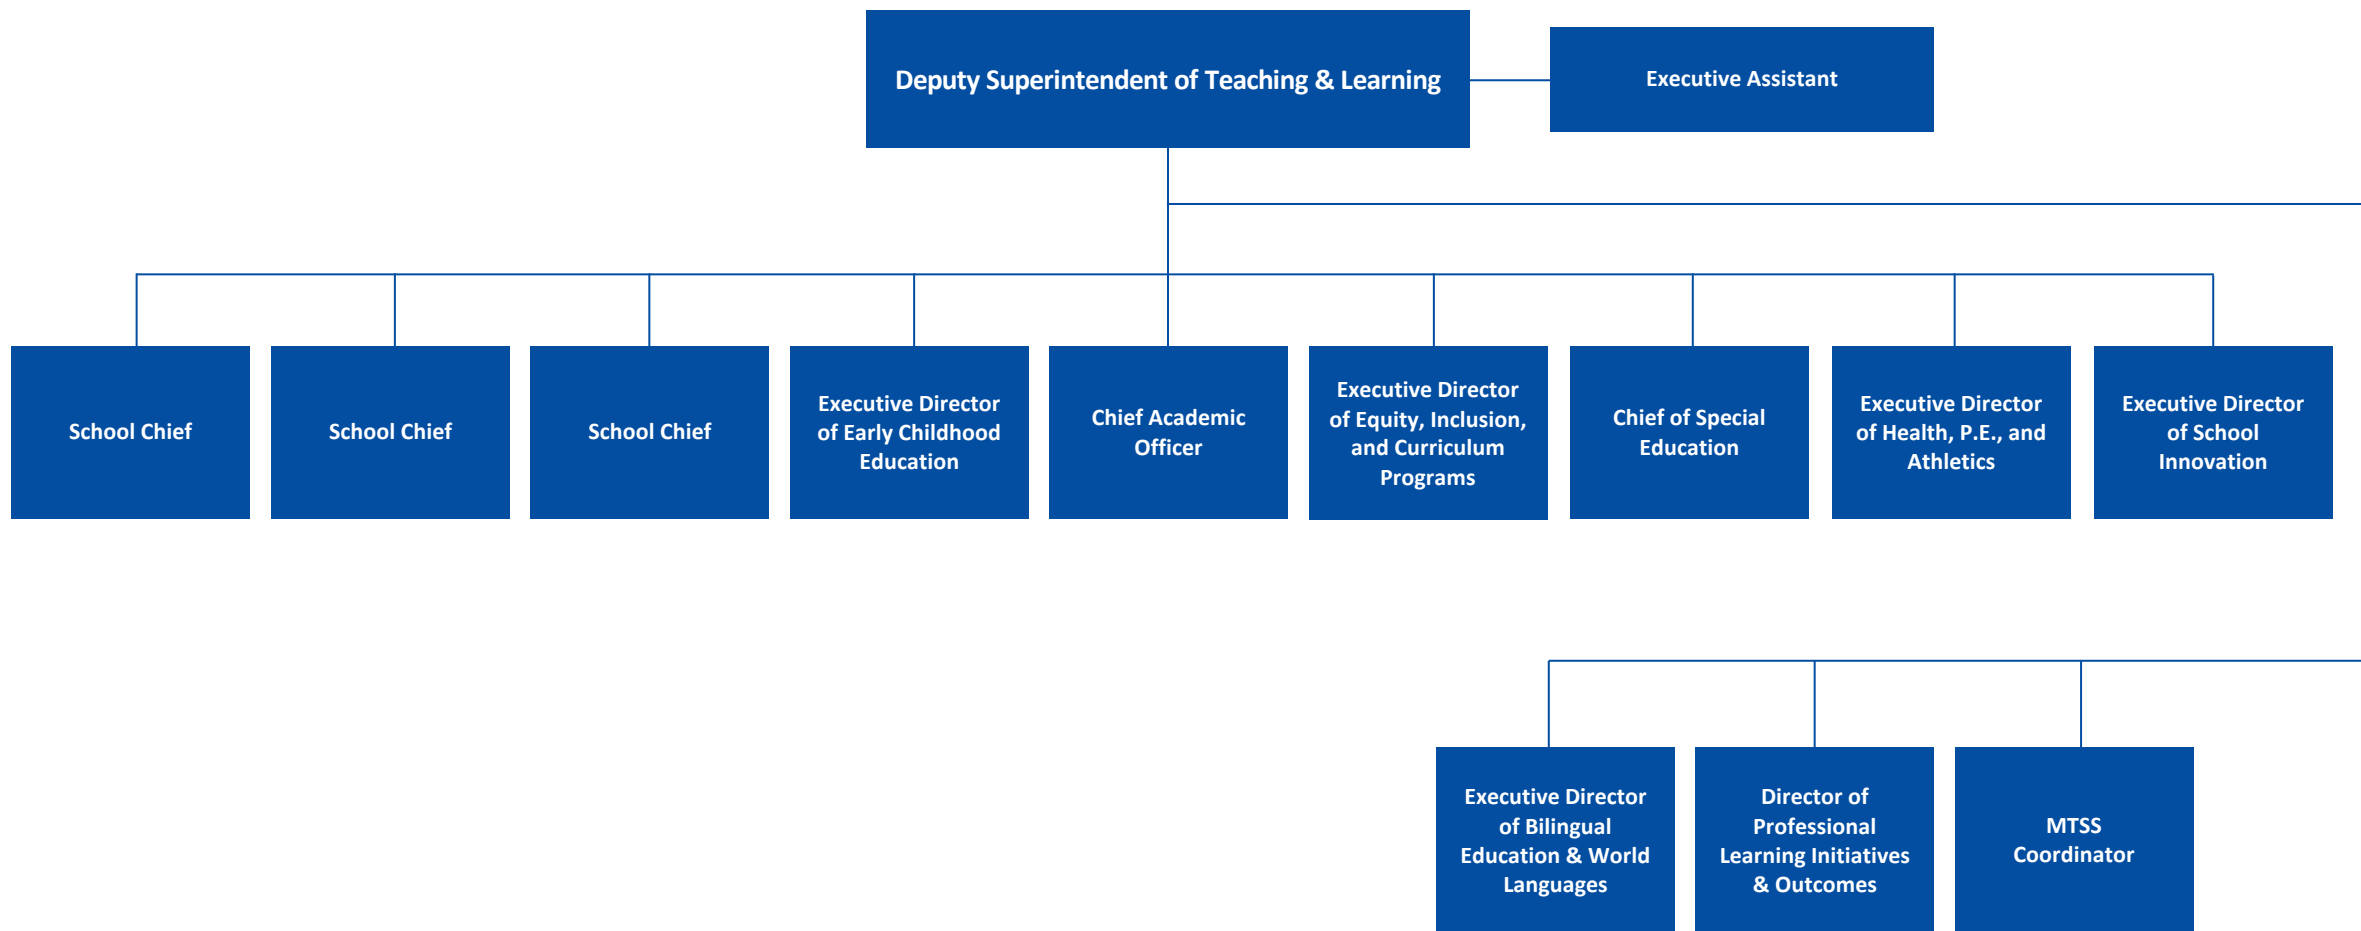 Deputy Superintendent of Teaching & Learning
Executive Assistant
School Chief
School Chief
School Chief
Executive Director
of Early Childhood
Education
Chief Academic
Officer
Executive Director
of Equity, Inclusion,
and Curriculum
Programs
Chief of Special
Education
Executive Director
of Health, P.E., and
Athletics
Executive Director
of School
Innovation
Executive Director
of Bilingual
Education & World
Languages
Director of
Professional
Learning Initiatives
& Outcomes
MTSS
Coordinator